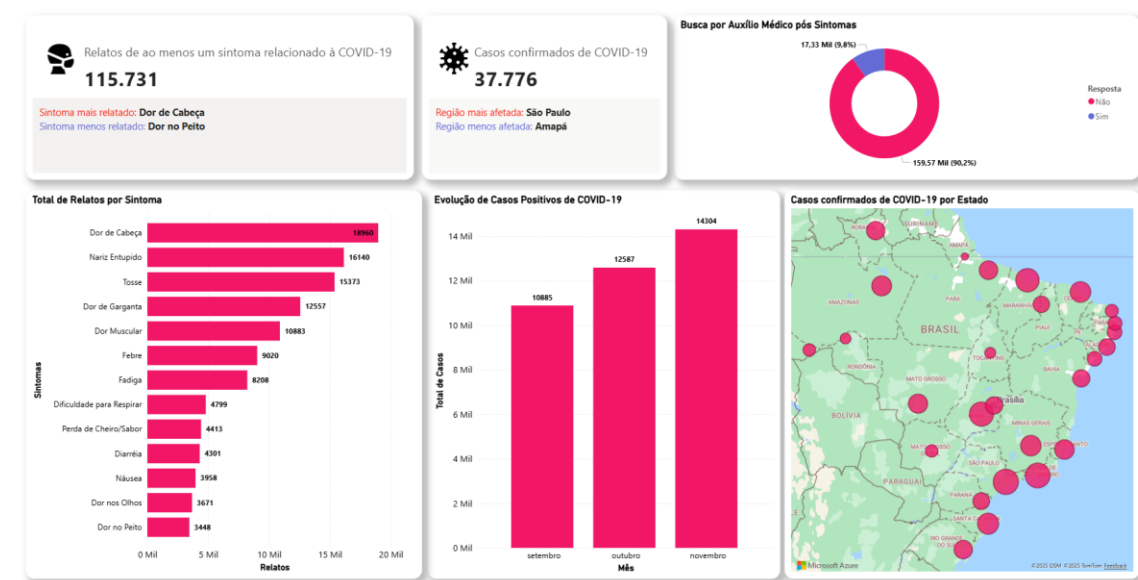 Relatos de ao menos um sintoma relacionado à COVID-19
115.731
Sintoma mais relatado: Dor de Cabeça
Sintoma menos relatado: Dor no Peito
Casos confirmados de COVID-19
37.776
Região mais afetada: São Paulo
Região menos afetada: Amapá
Busca por Auxílio Médico pós Sintomas
17,33 Mil (9,8%)
159,57 Mil (90,2%)
Resposta
Não
Sim
Total de Relatos por Sintoma
Sintomas
Dor de Cabeça 18960
Nariz Entupido 16140
Tosse 15373
Dor de Garganta 12557
Dor Muscular 10883
Febre 9020
Fadiga 8208
Dificuldade para Respirar 4799
Perda de Cheiro/Sabor 4413
Diarréia 4301
Náusea 3958
Dor nos Olhos 3671
Dor no Peito 3448
0 Mil 5 Mil 10 Mil 15 Mil 20 Mil
Relatos
Evolução de Casos Positivos de COVID-19
Total de Casos
14 Mil
12 Mil
10 Mil
8 Mil
6 Mil
4 Mil
2 Mil
0 Mil
10885
12587
14304
setembro outubro novembro
Mês
Casos confirmados de COVID-19 por Estado
AMAPÁ
AMAZONAS
PARÁ
MARANHÃO
PIAUÍ
BRASIL
RONDÔNIA
BAHIA
MATO GROSSO
Brasília
BOLÍVIA
MINAS GERAIS
MATO GROSSO
SÃO PAULO
PARAGUAI
PARANÁ
RIO GRANDE
DO SUL
Microsoft Azure
©2025 OSM ©2025 TomTom Feedback